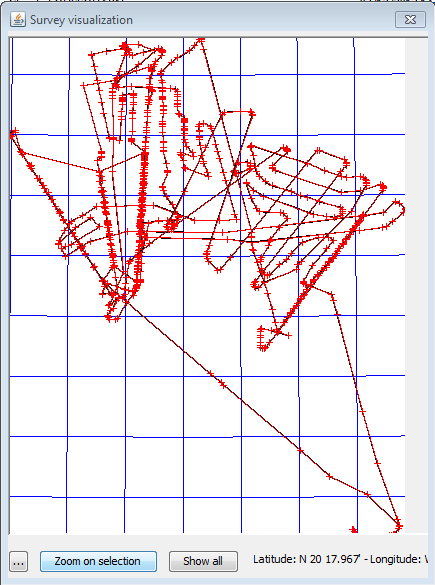 Survey visualization
... Zoom on selection Show all Latitude: N 20 17.967' - Longitude: